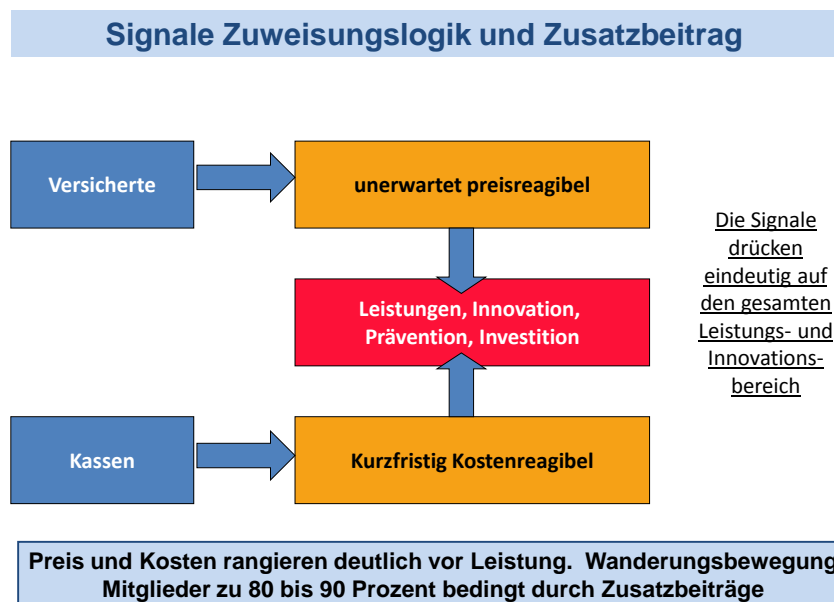 Signale Zuweisungslogik und Zusatzbeitrag
Versicherte
unerwartet preisreagibel
Die Signale
drücken
eindeutig auf
den gesamten
Leistungs- und
Innovations-
bereich
Leistungen, Innovation,
Prävention, Investition
Kassen
Kurzfristig Kostenreagibel
Preis und Kosten rangieren deutlich vor Leistung. Wanderungsbewegung
Mitglieder zu 80 bis 90 Prozent bedingt durch Zusatzbeiträge